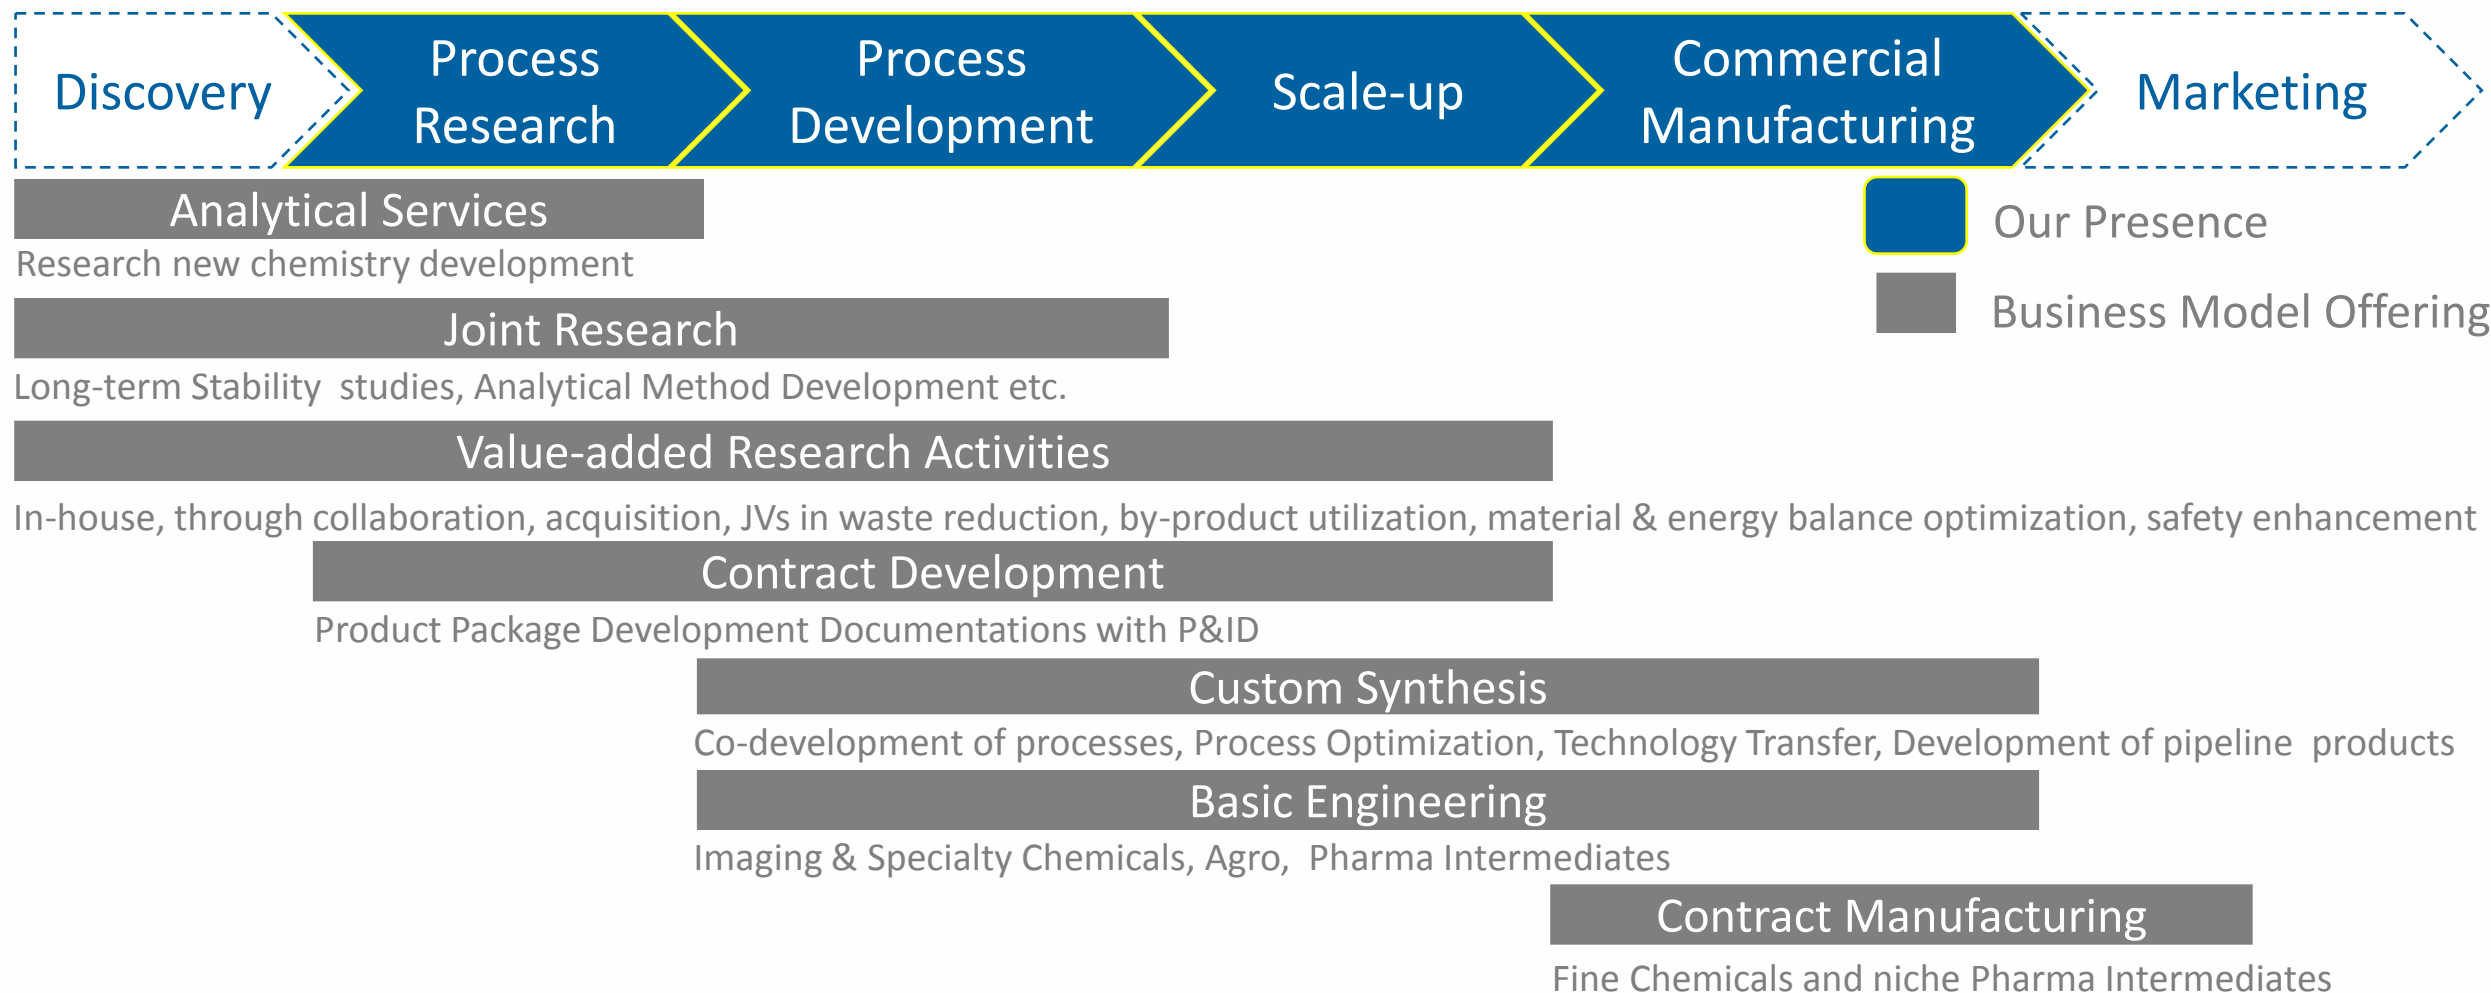 Discovery
Process
Research
Process
Development
Scale-up
Commercial
Manufacturing
Marketing
Analytical Services
Research new chemistry development
Our Presence
Business Model Offering
Joint Research
Long-term Stability  studies, Analytical Method Development etc.
Value-added Research Activities
In-house, through collaboration, acquisition, JVs in waste reduction, by-product utilization, material & energy balance optimization, safety enhancement
Contract Development
Product Package Development Documentations with P&ID
Custom Synthesis
Co-development of processes, Process Optimization, Technology Transfer, Development of pipeline  products
Basic Engineering
Imaging & Specialty Chemicals, Agro,  Pharma Intermediates
Contract Manufacturing
Fine Chemicals and niche Pharma Intermediates